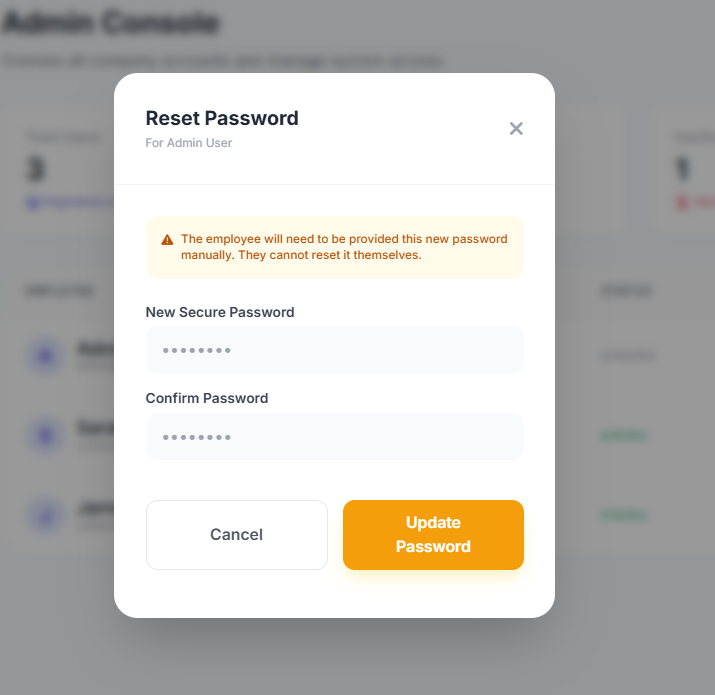 Admin Console
Oversee all company accounts and manage system access.
Reset Password
For Admin User
3
1
The employee will need to be provided this new password
manually. They cannot reset it themselves.
EMPLOYEE
STATUS
New Secure Password
Confirm Password
Cancel
Update
Password